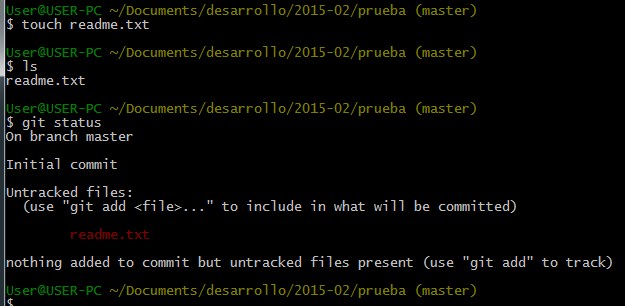 User@USER-PC ~/Documents/desarrollo/2015-02/prueba (master)
$ touch readme.txt
User@USER-PC ~/Documents/desarrollo/2015-02/prueba (master)
$ ls
readme.txt
User@USER-PC ~/Documents/desarrollo/2015-02/prueba (master)
$ git status
On branch master
Initial commit
Untracked files:
  (use "git add <file>..." to include in what will be committed)
        readme.txt
nothing added to commit but untracked files present (use "git add" to track)
User@USER-PC ~/Documents/desarrollo/2015-02/prueba (master)
$